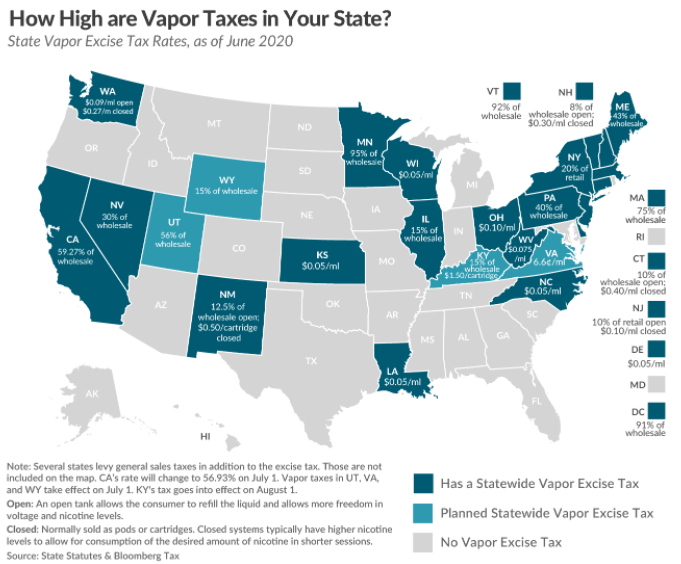 How High are Vapor Taxes in Your State?
State Vapor Excise Tax Rates, as of June 2020
WA
$0.09/ml open
$0.27/m closed
OR
CA
59.27% of
wholesale
NV
30% of
wholesale
ID
MT
WY
15% of wholesale
UT
56% of
wholesale
AZ
CO
NM
12.5% of
wholesale open;
$0.50/cartridge
closed
ND
SD
NE
KS
$0.05/ml
OK
TX
MN
95% of
wholesale
IA
MO
AR
LA
$0.05/ml
WI
$0.05/ml
IL
15% of
wholesale
MI
IN
OH
$0.10/ml
KY
15% of
wholesale
$1.50/cartridge
TN
MS
AL
GA
FL
SC
NC
$0.05/ml
VA
6.6¢/ml
WV
$0.075
/ml
PA
40% of
wholesale
NY
20% of
retail
ME
43% of
wholesale
VT
92% of
wholesale
NH
8% of
wholesale open;
$0.30/ml closed
MA
75% of
wholesale
RI
CT
10% of
wholesale open;
$0.40/ml closed
NJ
10% of retail open
$0.10/ml closed
DE
$0.05/ml
MD
DC
91% of
wholesale
AK
HI
Note: Several states levy general sales taxes in addition to the excise tax. Those are not
included on the map. CA's rate will change to 56.93% on July 1. Vapor taxes in UT, VA,
and WY take effect on July 1. KY's tax goes into effect on August 1.
Open: An open tank allows the consumer to refill the liquid and allows more freedom in
voltage and nicotine levels.
Closed: Normally sold as pods or cartridges. Closed systems typically have higher nicotine
levels to allow for consumption of the desired amount of nicotine in shorter sessions.
Source: State Statutes & Bloomberg Tax
Has a Statewide Vapor Excise Tax
Planned Statewide Vapor Excise Tax
No Vapor Excise Tax